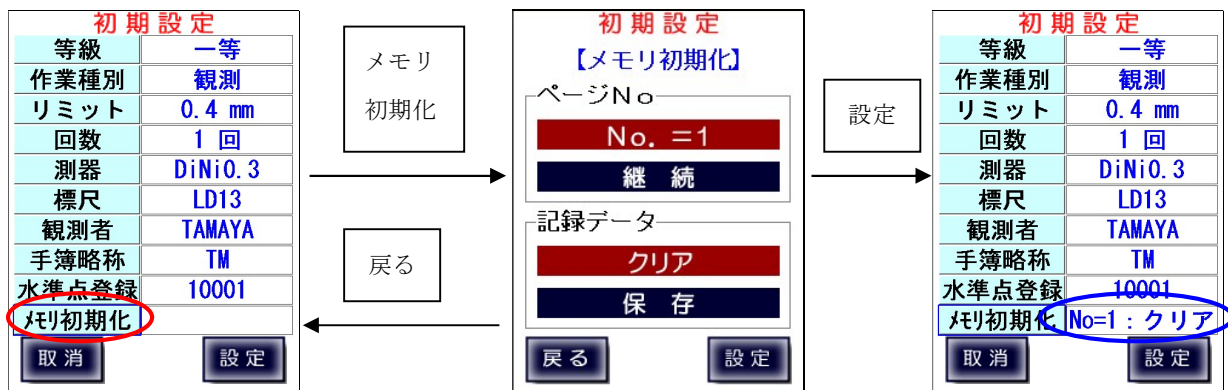 初期設定
等級 一等
作業種別 観測
リミット 0.4 mm
回数 1 回
測器 DiNi0.3
標尺 LD13
観測者 TAMAYA
手簿略称 TM
水準点登録 10001
ﾒﾓﾘ初期化
取消 設定
メモリ
初期化
戻る
初期設定
【メモリ初期化】
ページNo
No. =1
継 続
記録データ
クリア
保 存
戻る 設定
設定
初期設定
等級 一等
作業種別 観測
リミット 0.4 mm
回数 1 回
測器 DiNi0.3
標尺 LD13
観測者 TAMAYA
手簿略称 TM
水準点登録 10001
ﾒﾓﾘ初期化 No=1：クリア
取消 設定